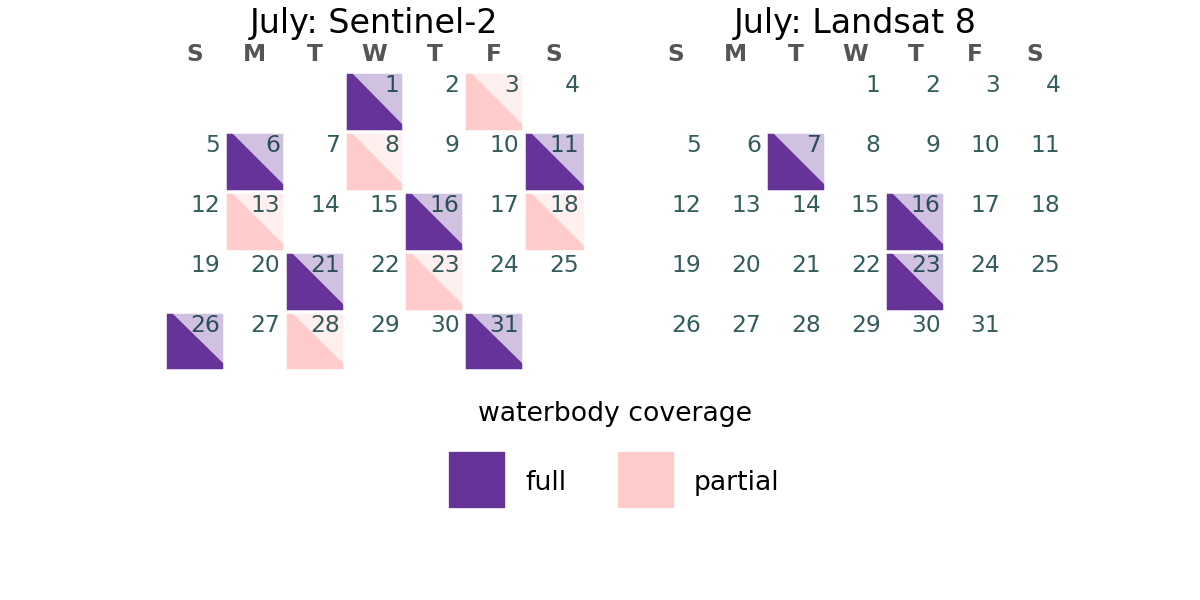 July: Sentinel-2
S M T W T F S
1 2 3 4
5 6 7 8 9 10 11
12 13 14 15 16 17 18
19 20 21 22 23 24 25
26 27 28 29 30 31
July: Landsat 8
S M T W T F S
1 2 3 4
5 6 7 8 9 10 11
12 13 14 15 16 17 18
19 20 21 22 23 24 25
26 27 28 29 30 31
waterbody coverage
full partial